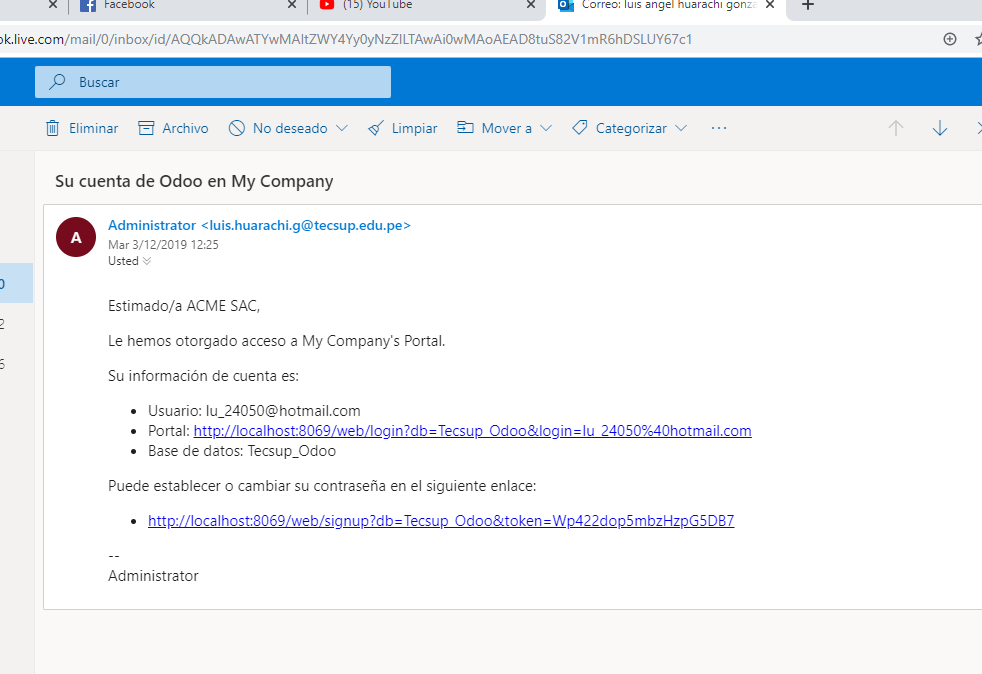 Facebook
(15) YouTube
Correo: luis angel huarachi gonza
ok.live.com/mail/0/inbox/id/AQQkADAwATYwMAItZWY4Yy0yNzZILTAwAi0wMAoAEAD8tuS82V1mR6hDSLUY67c1
Buscar
Eliminar Archivo No deseado Limpiar Mover a Categorizar ...
Su cuenta de Odoo en My Company
A
Administrator <luis.huarachi.g@tecsup.edu.pe>
Mar 3/12/2019 12:25
Usted
0
2
6
Estimado/a ACME SAC,
Le hemos otorgado acceso a My Company's Portal.
Su información de cuenta es:
• Usuario: lu_24050@hotmail.com
• Portal: http://localhost:8069/web/login?db=Tecsup_Odoo&login=lu_24050%40hotmail.com
• Base de datos: Tecsup_Odoo
Puede establecer o cambiar su contraseña en el siguiente enlace:
• http://localhost:8069/web/signup?db=Tecsup_Odoo&token=Wp422dop5mbzHzpG5DB7
--
Administrator